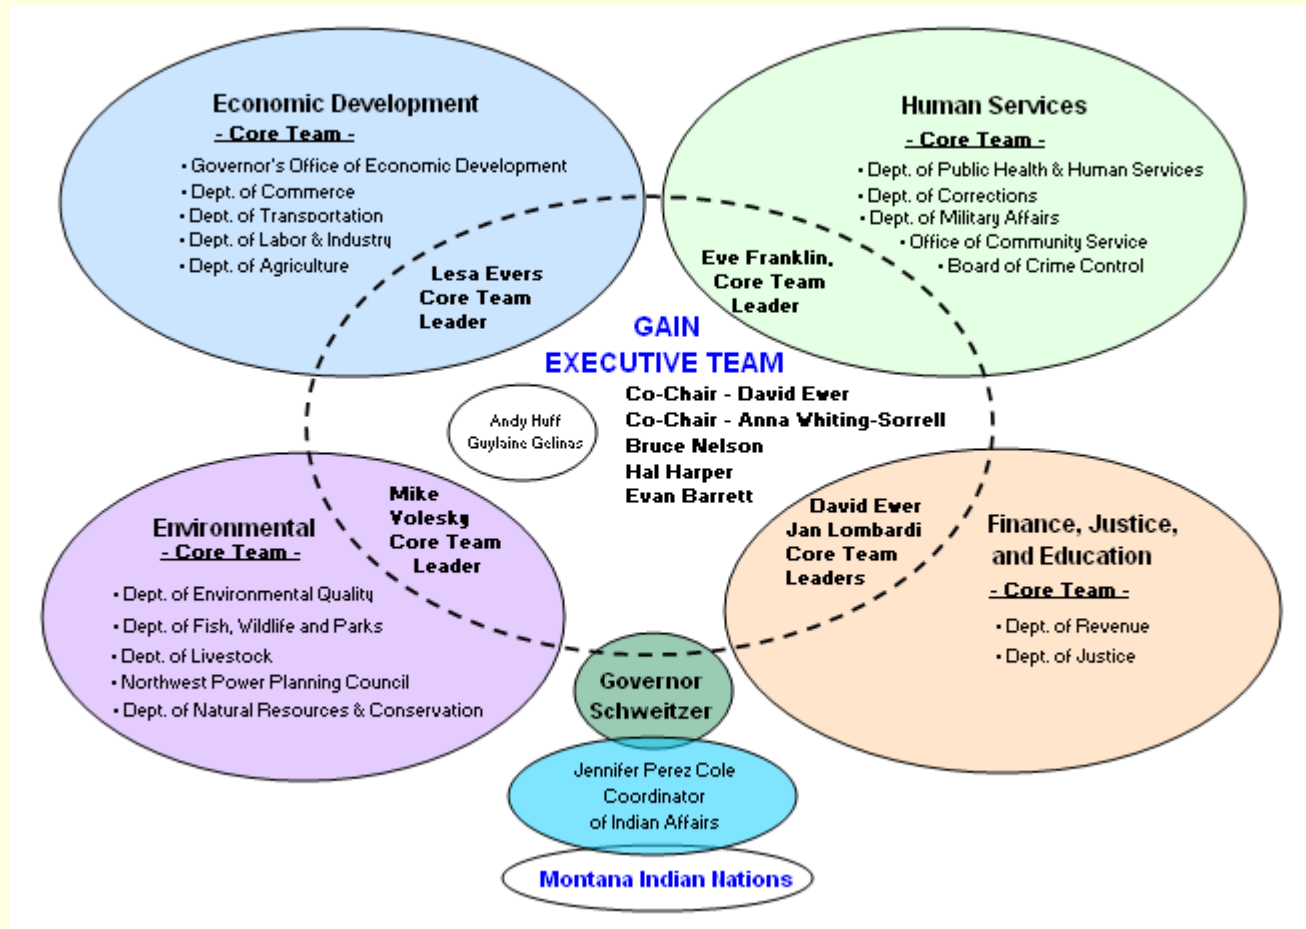 Economic Development
- Core Team -
• Governor's Office of Economic Development
• Dept. of Commerce
• Dept. of Transportation
• Dept. of Labor & Industry
• Dept. of Agriculture
Lesa Evers
Core Team
Leader
Human Services
- Core Team -
• Dept. of Public Health & Human Services
• Dept. of Corrections
• Dept. of Military Affairs
• Office of Community Service
• Board of Crime Control
Eve Franklin,
Core Team
Leader
GAIN
EXECUTIVE TEAM
Co-Chair - David Ewer
Co-Chair - Anna Whiting-Sorrell
Bruce Nelson
Hal Harper
Evan Barrett
Andy Huff
Guylaine Gelinas
Environmental
- Core Team -
• Dept. of Environmental Quality
• Dept. of Fish, Wildlife and Parks
• Dept. of Livestock
• Northwest Power Planning Council
• Dept. of Natural Resources & Conservation
Mike
Volesky
Core Team
Leader
David Ewer
Jan Lombardi
Core Team
Leaders
Finance, Justice,
and Education
- Core Team -
• Dept. of Revenue
• Dept. of Justice
Governor
Schweitzer
Jennifer Perez Cole
Coordinator
of Indian Affairs
Montana Indian Nations